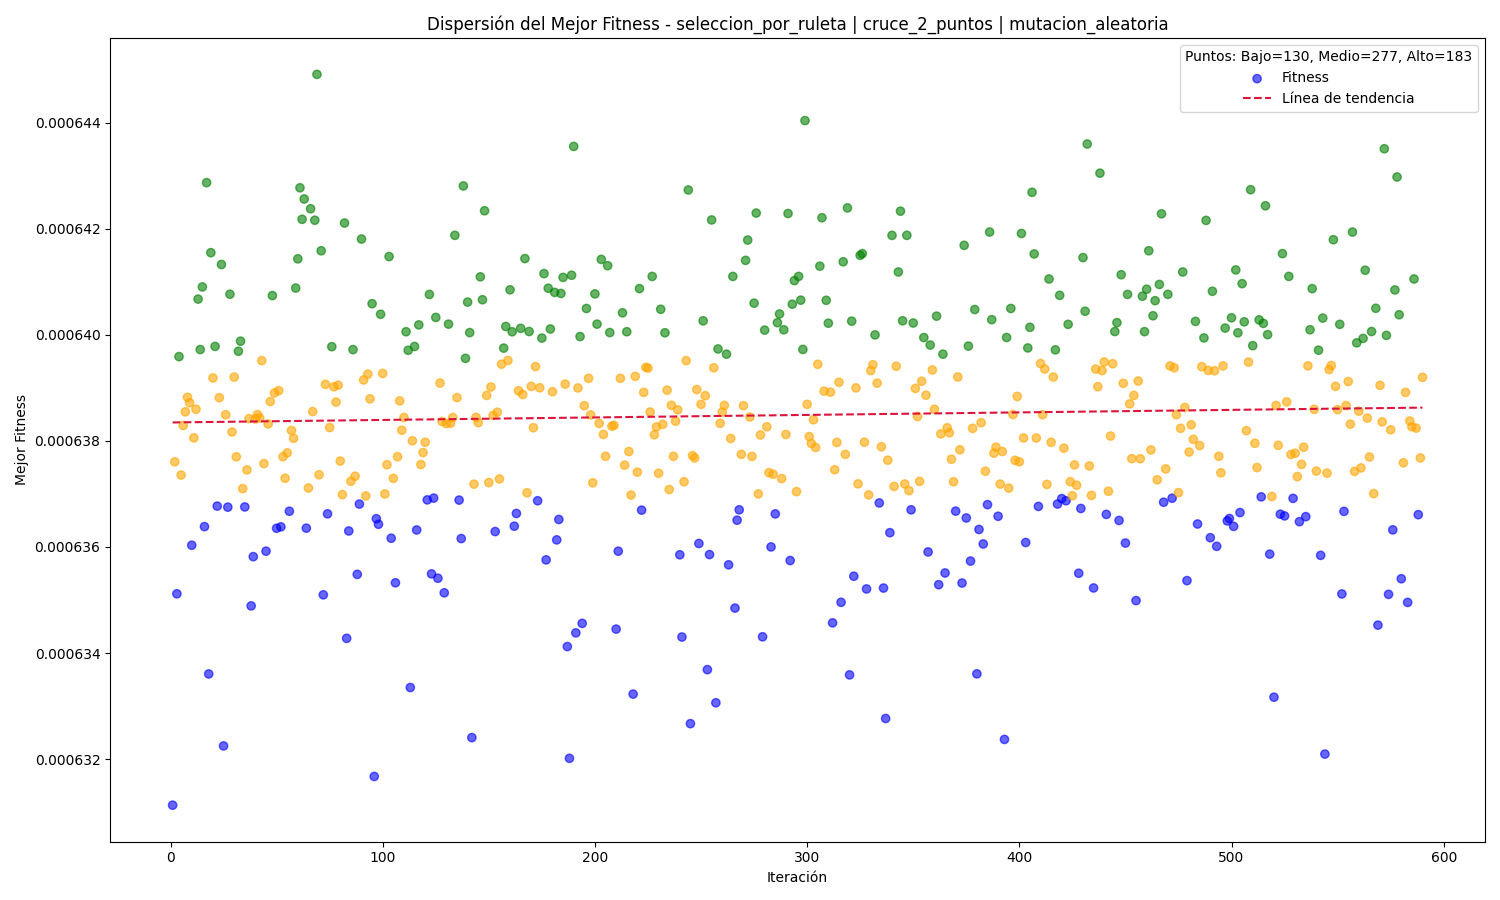 Dispersión del Mejor Fitness - seleccion_por_ruleta | cruce_2_puntos | mutacion_aleatoria
Puntos: Bajo=130, Medio=277, Alto=183
Fitness
Línea de tendencia
Mejor Fitness
0.000644
0.000642
0.000640
0.000638
0.000636
0.000634
0.000632
0 100 200 300 400 500 600
Iteración